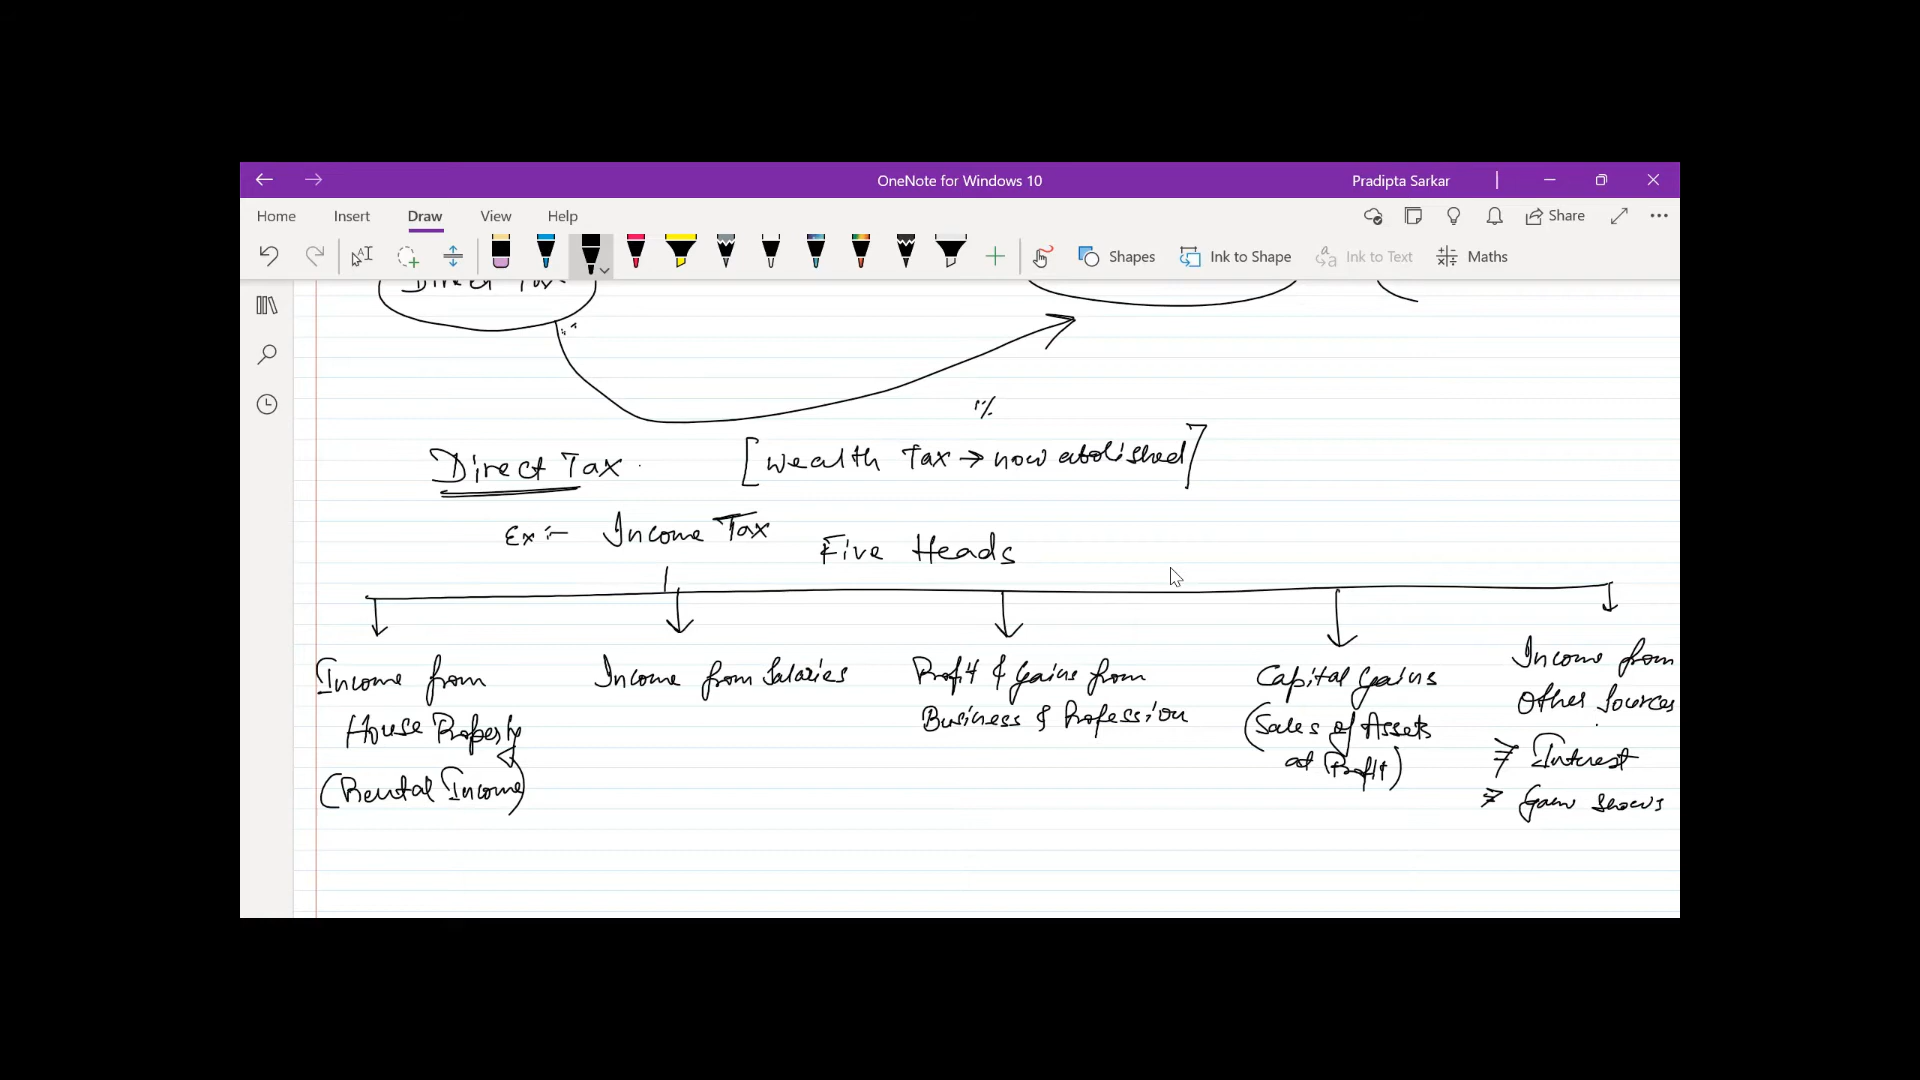 OneNote for Windows 10
Pradipta Sarkar
Home Insert Draw View Help
Share
Shapes Ink to Shape Ink to Text Maths
Direct Tax
1%
Direct Tax
[Wealth Tax → now abolished]
Ex:- Income Tax
Five Heads
Income from
House Property
(Rental Income)
Income from Salaries
Profit & Gains from
Business & Profession
Capital Gains
(Sales of Assets
at Profit)
Income from
Other Sources
Interest
Game shows